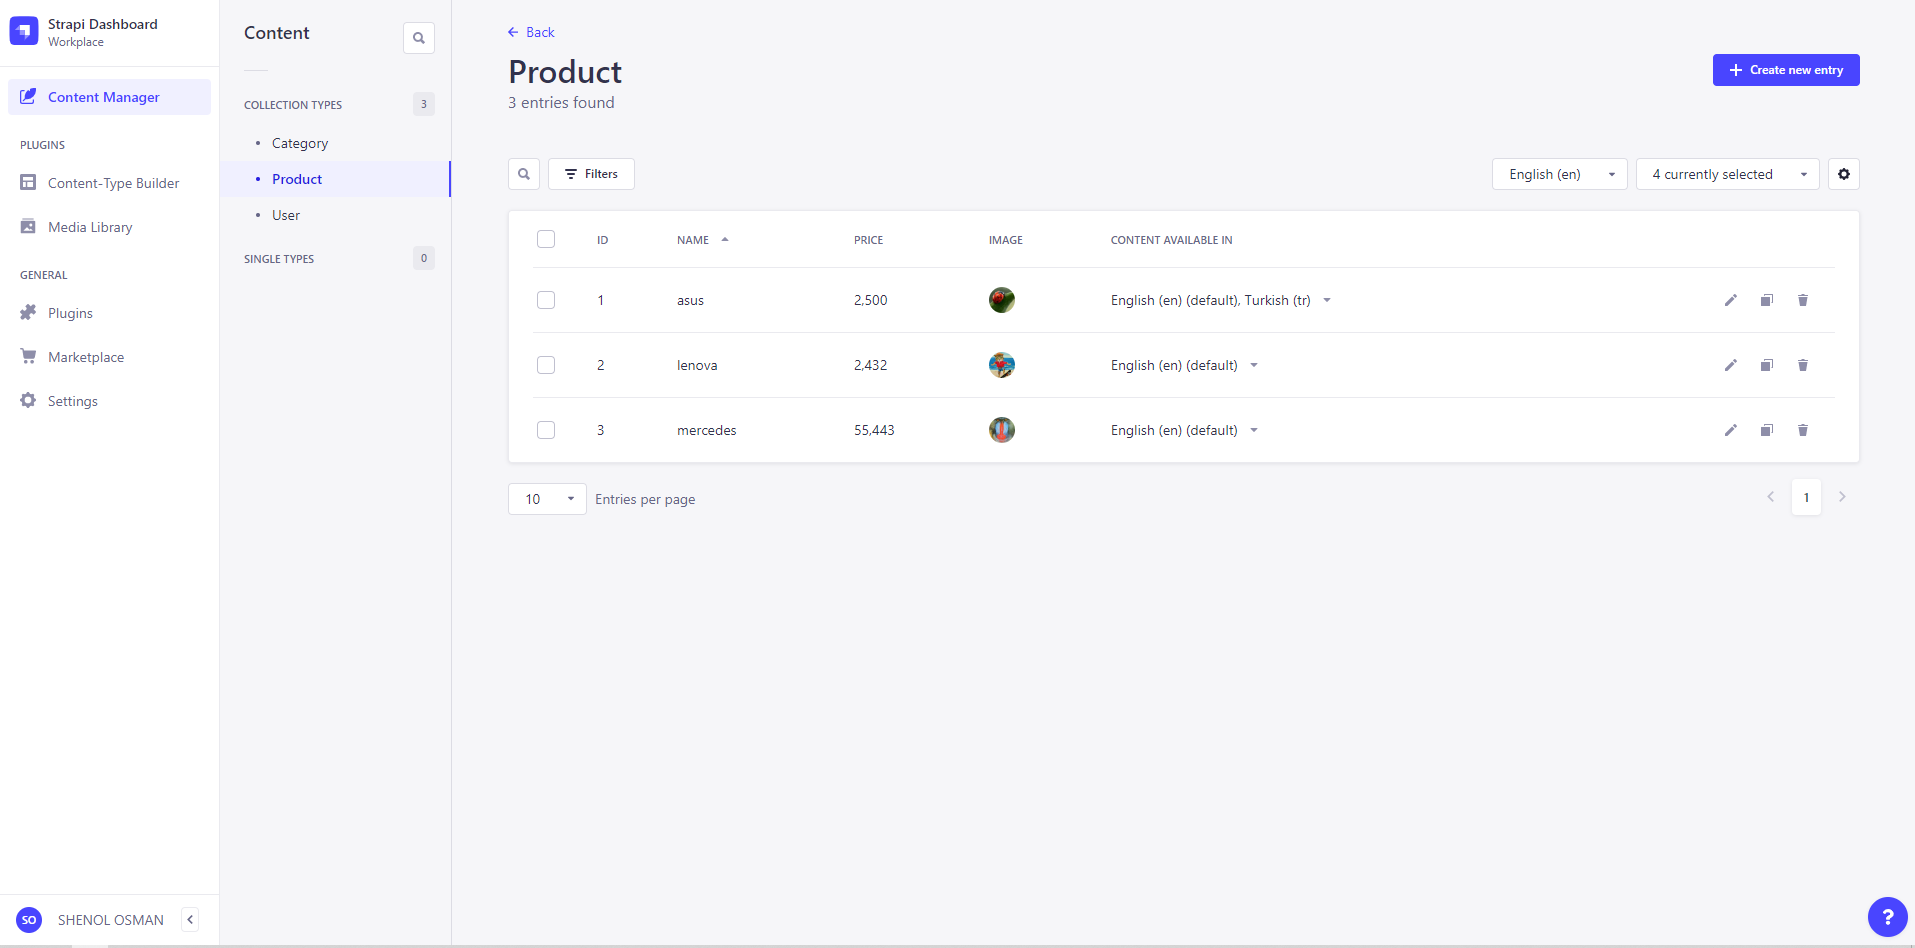 Strapi Dashboard
Workplace
Content Manager
PLUGINS
Content-Type Builder
Media Library
GENERAL
Plugins
Marketplace
Settings
SO SHENOL OSMAN
Content
COLLECTION TYPES 3
Category
Product
User
SINGLE TYPES 0
Back
Product
3 entries found
Create new entry
Filters
English (en)
4 currently selected
ID NAME PRICE IMAGE CONTENT AVAILABLE IN
1 asus 2,500 English (en) (default), Turkish (tr)
2 lenova 2,432 English (en) (default)
3 mercedes 55,443 English (en) (default)
10 Entries per page
1
?